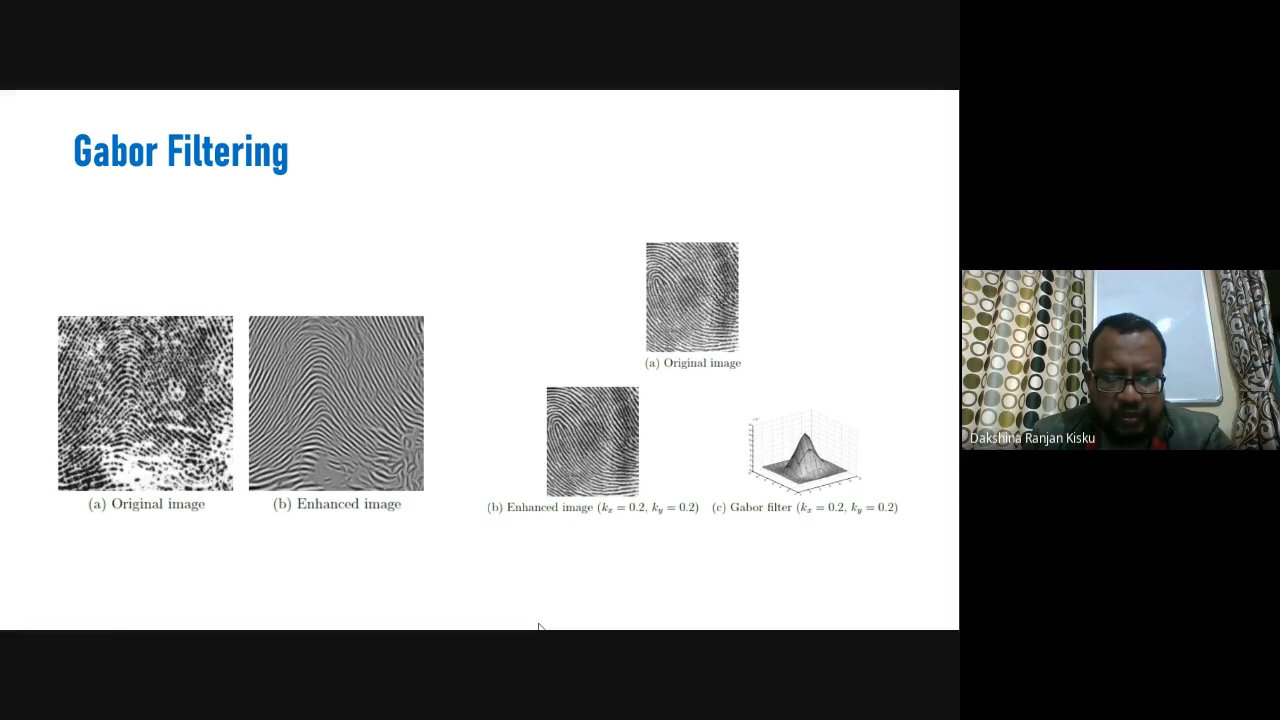 Gabor Filtering
(a) Original image
(b) Enhanced image
(a) Original image
(b) Enhanced image (kx = 0.2, ky = 0.2)
(c) Gabor filter (kx = 0.2, ky = 0.2)
Dakshina Ranjan Kisku